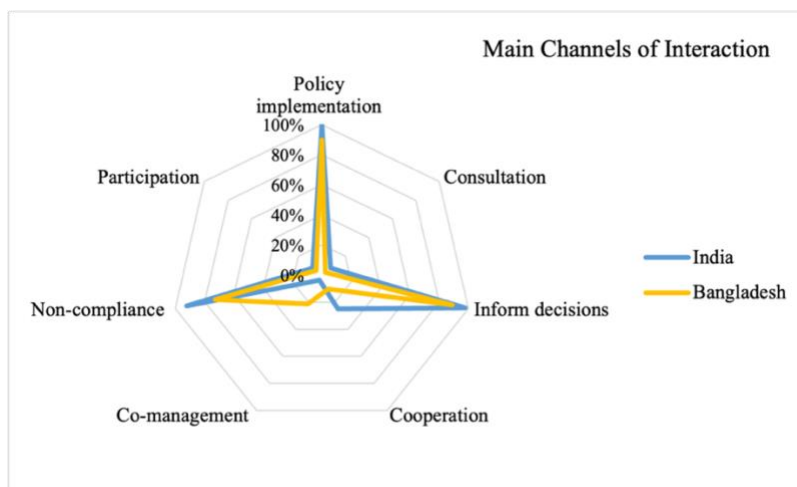 Main Channels of Interaction
Policy
implementation
100%
80%
60%
40%
20%
0%
Participation
Consultation
Non-compliance
Inform decisions
Co-management
Cooperation
India
Bangladesh